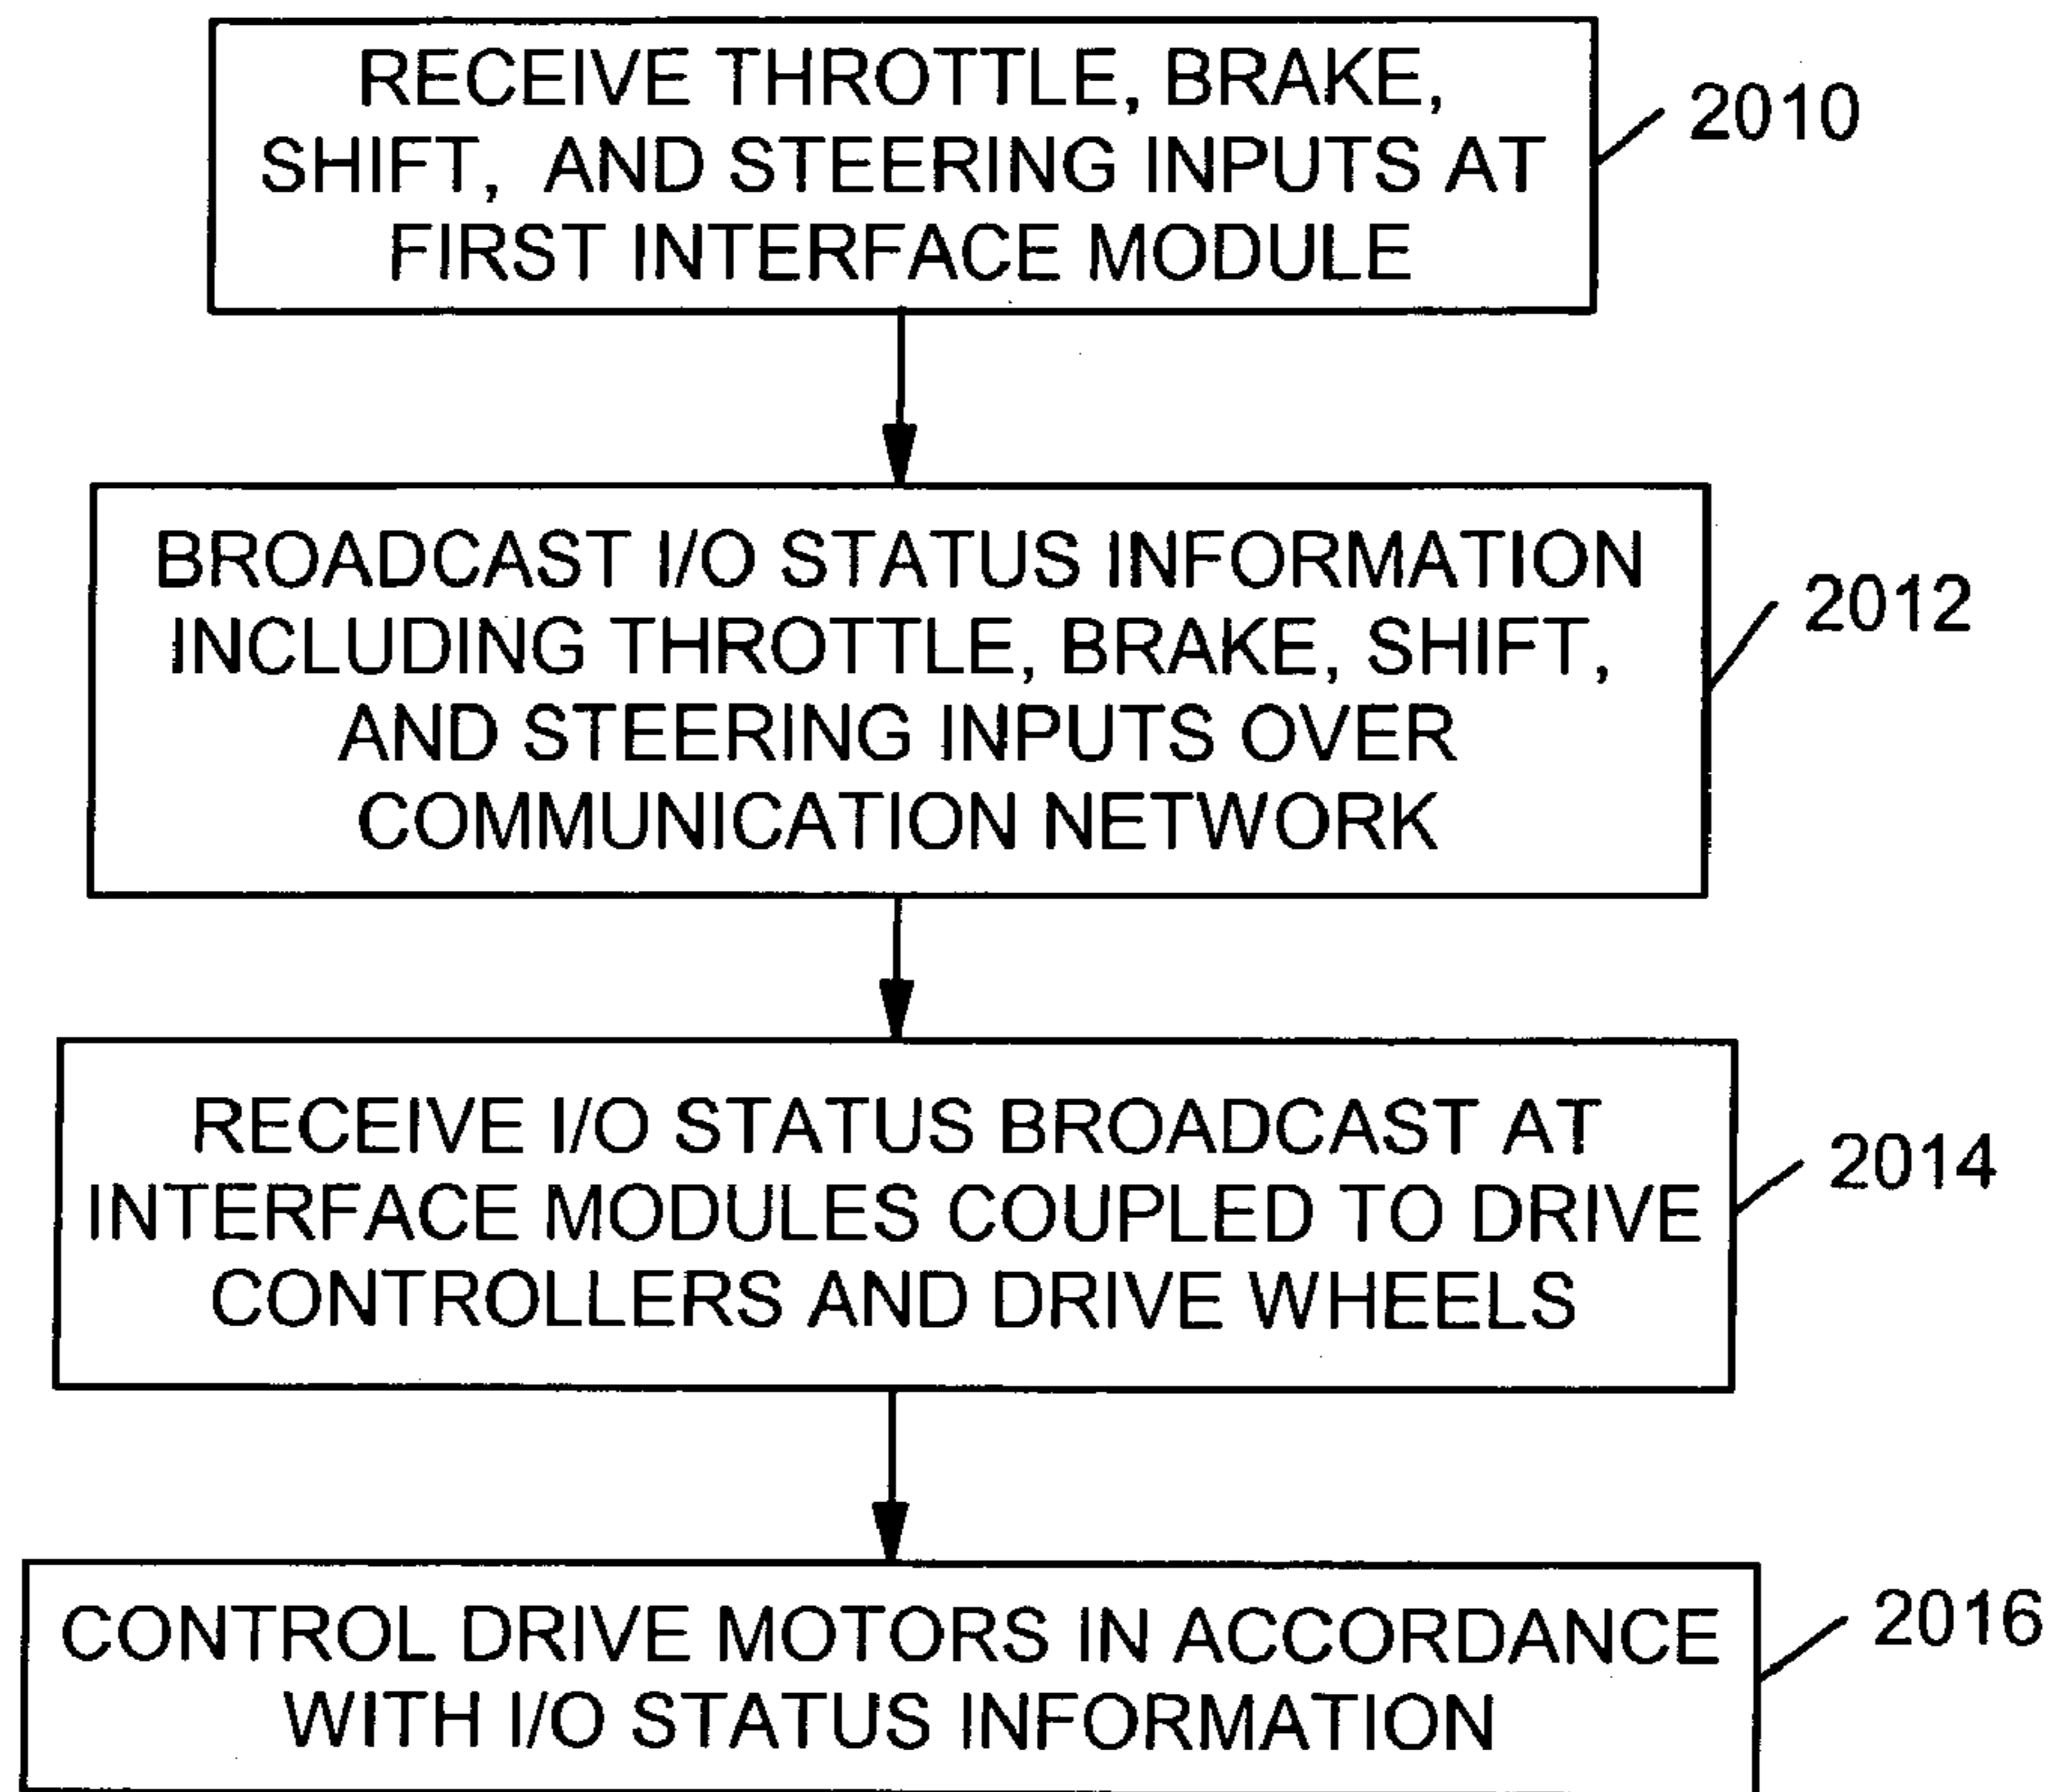 RECEIVE THROTTLE, BRAKE,
SHIFT, AND STEERING INPUTS AT
FIRST INTERFACE MODULE
2010
BROADCAST I/O STATUS INFORMATION
INCLUDING THROTTLE, BRAKE, SHIFT,
AND STEERING INPUTS OVER
COMMUNICATION NETWORK
2012
RECEIVE I/O STATUS BROADCAST AT
INTERFACE MODULES COUPLED TO DRIVE
CONTROLLERS AND DRIVE WHEELS
2014
CONTROL DRIVE MOTORS IN ACCORDANCE
WITH I/O STATUS INFORMATION
2016